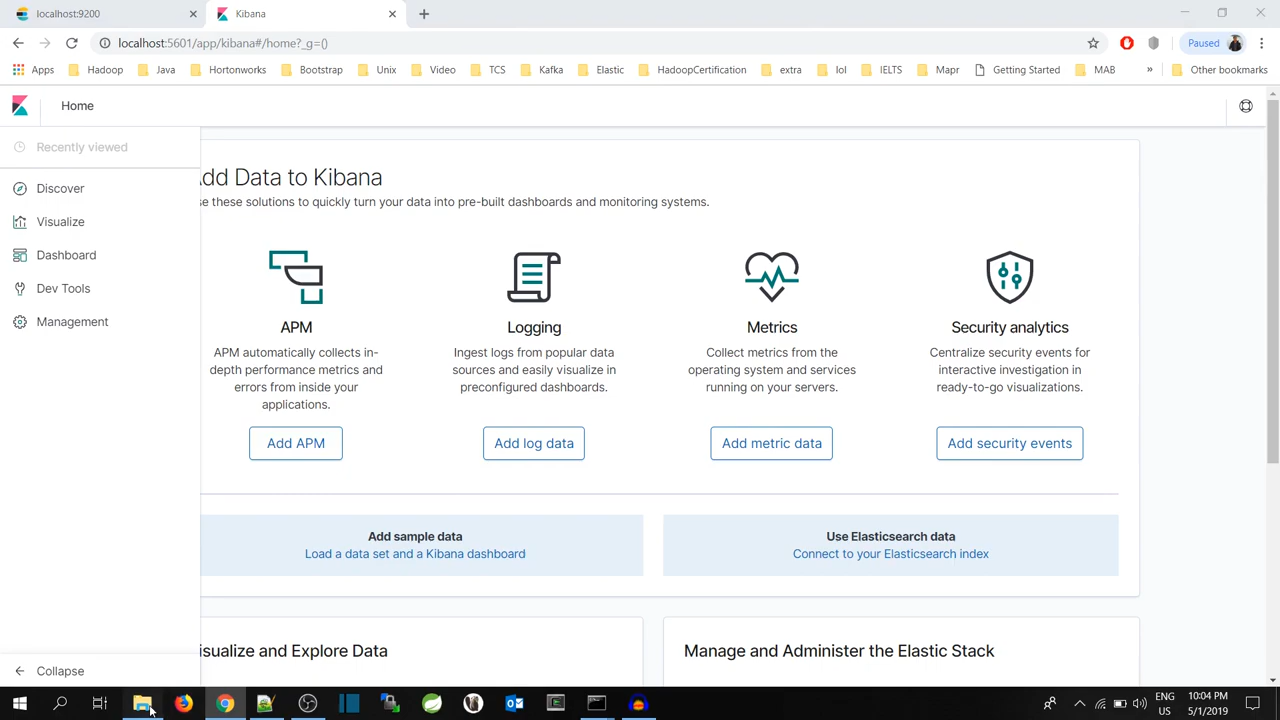 localhost:9200
Kibana
localhost:5601/app/kibana#/home?_g=()
Paused
Apps
Hadoop
Java
Hortonworks
Bootstrap
Unix
Video
TCS
Kafka
Elastic
HadoopCertification
extra
lol
IELTS
Mapr
Getting Started
MAB
»
Other bookmarks
Home
Recently viewed
Discover
Visualize
Dashboard
Dev Tools
Management
Collapse
dd Data to Kibana
se these solutions to quickly turn your data into pre-built dashboards and monitoring systems.
APM
APM automatically collects in-
depth performance metrics and
errors from inside your
applications.
Add APM
Logging
Ingest logs from popular data
sources and easily visualize in
preconfigured dashboards.
Add log data
Metrics
Collect metrics from the
operating system and services
running on your servers.
Add metric data
Security analytics
Centralize security events for
interactive investigation in
ready-to-go visualizations.
Add security events
Add sample data
Load a data set and a Kibana dashboard
Use Elasticsearch data
Connect to your Elasticsearch index
isualize and Explore Data
Manage and Administer the Elastic Stack
ENG
US
10:04 PM
5/1/2019